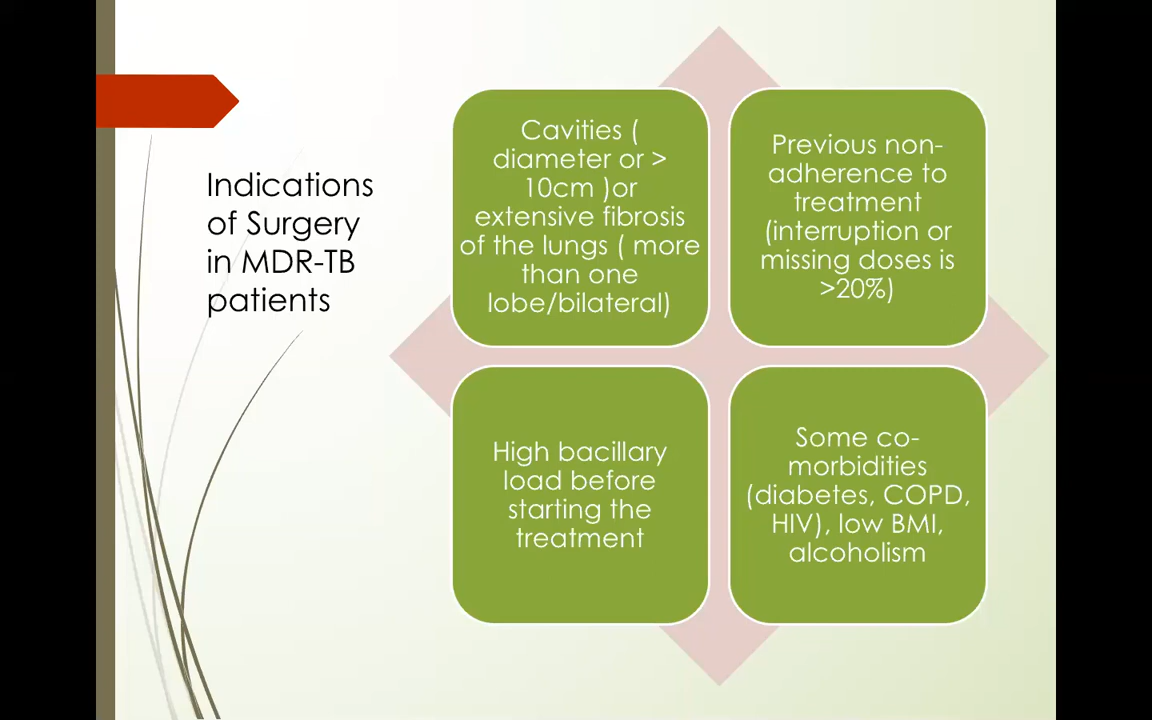 Indications
of Surgery
in MDR-TB
patients
Cavities (
diameter or >
10cm )or
extensive fibrosis
of the lungs ( more
than one
lobe/bilateral)
Previous non-
adherence to
treatment
(interruption or
missing doses is
>20%)
High bacillary
load before
starting the
treatment
Some co-
morbidities
(diabetes, COPD,
HIV), low BMI,
alcoholism